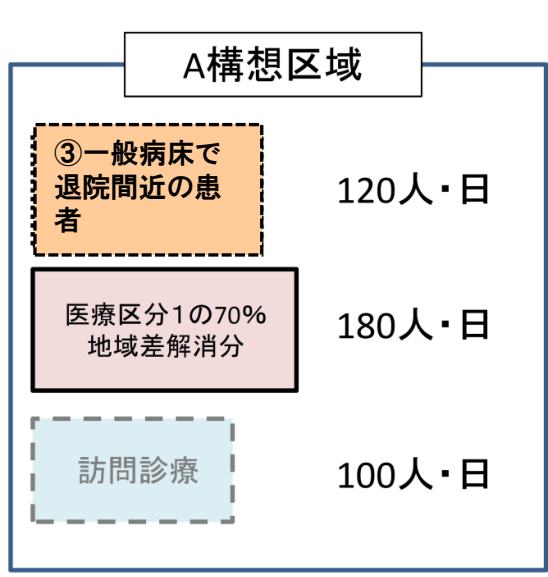 A構想区域
③一般病床で
退院間近の患
者
120人・日
医療区分1の70%
地域差解消分
180人・日
訪問診療
100人・日